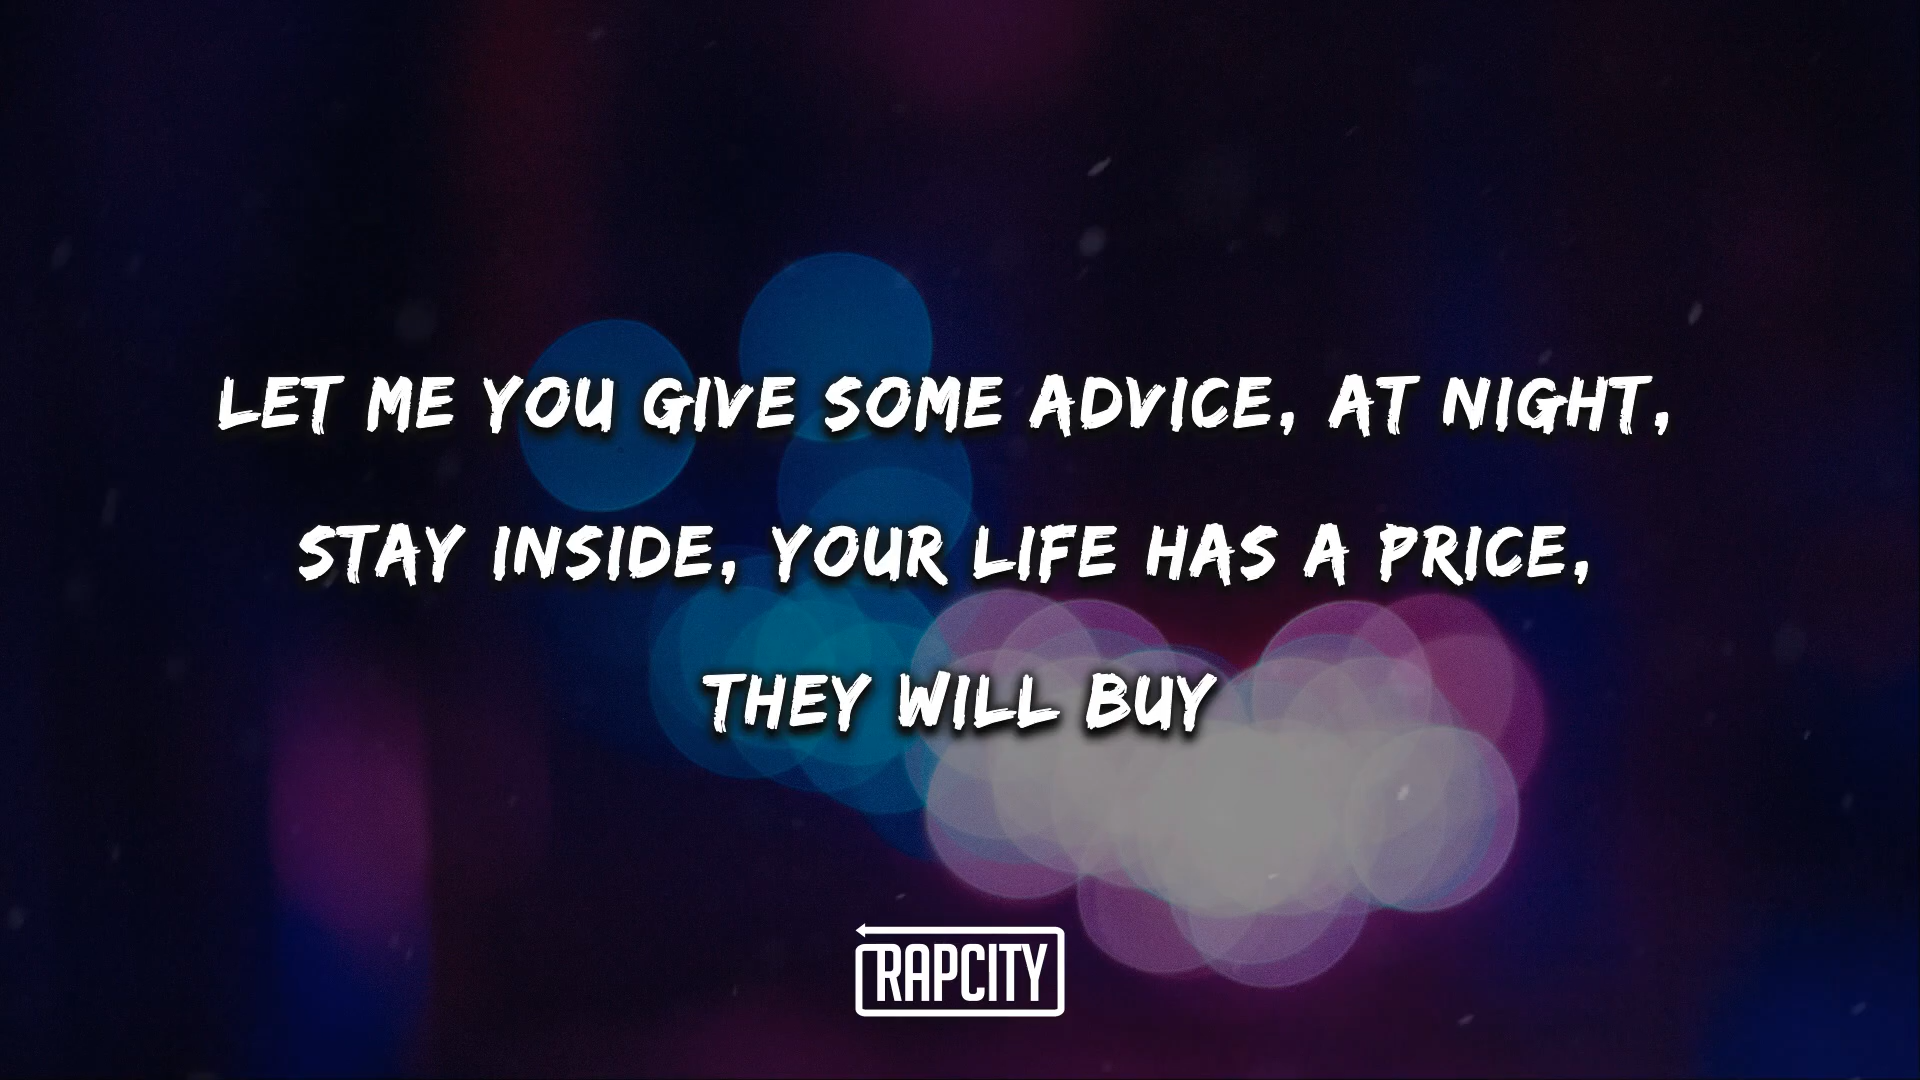 LET ME YOU GIVE SOME ADVICE, AT NIGHT,
STAY INSIDE, YOUR LIFE HAS A PRICE,
THEY WILL BUY
RAPCITY